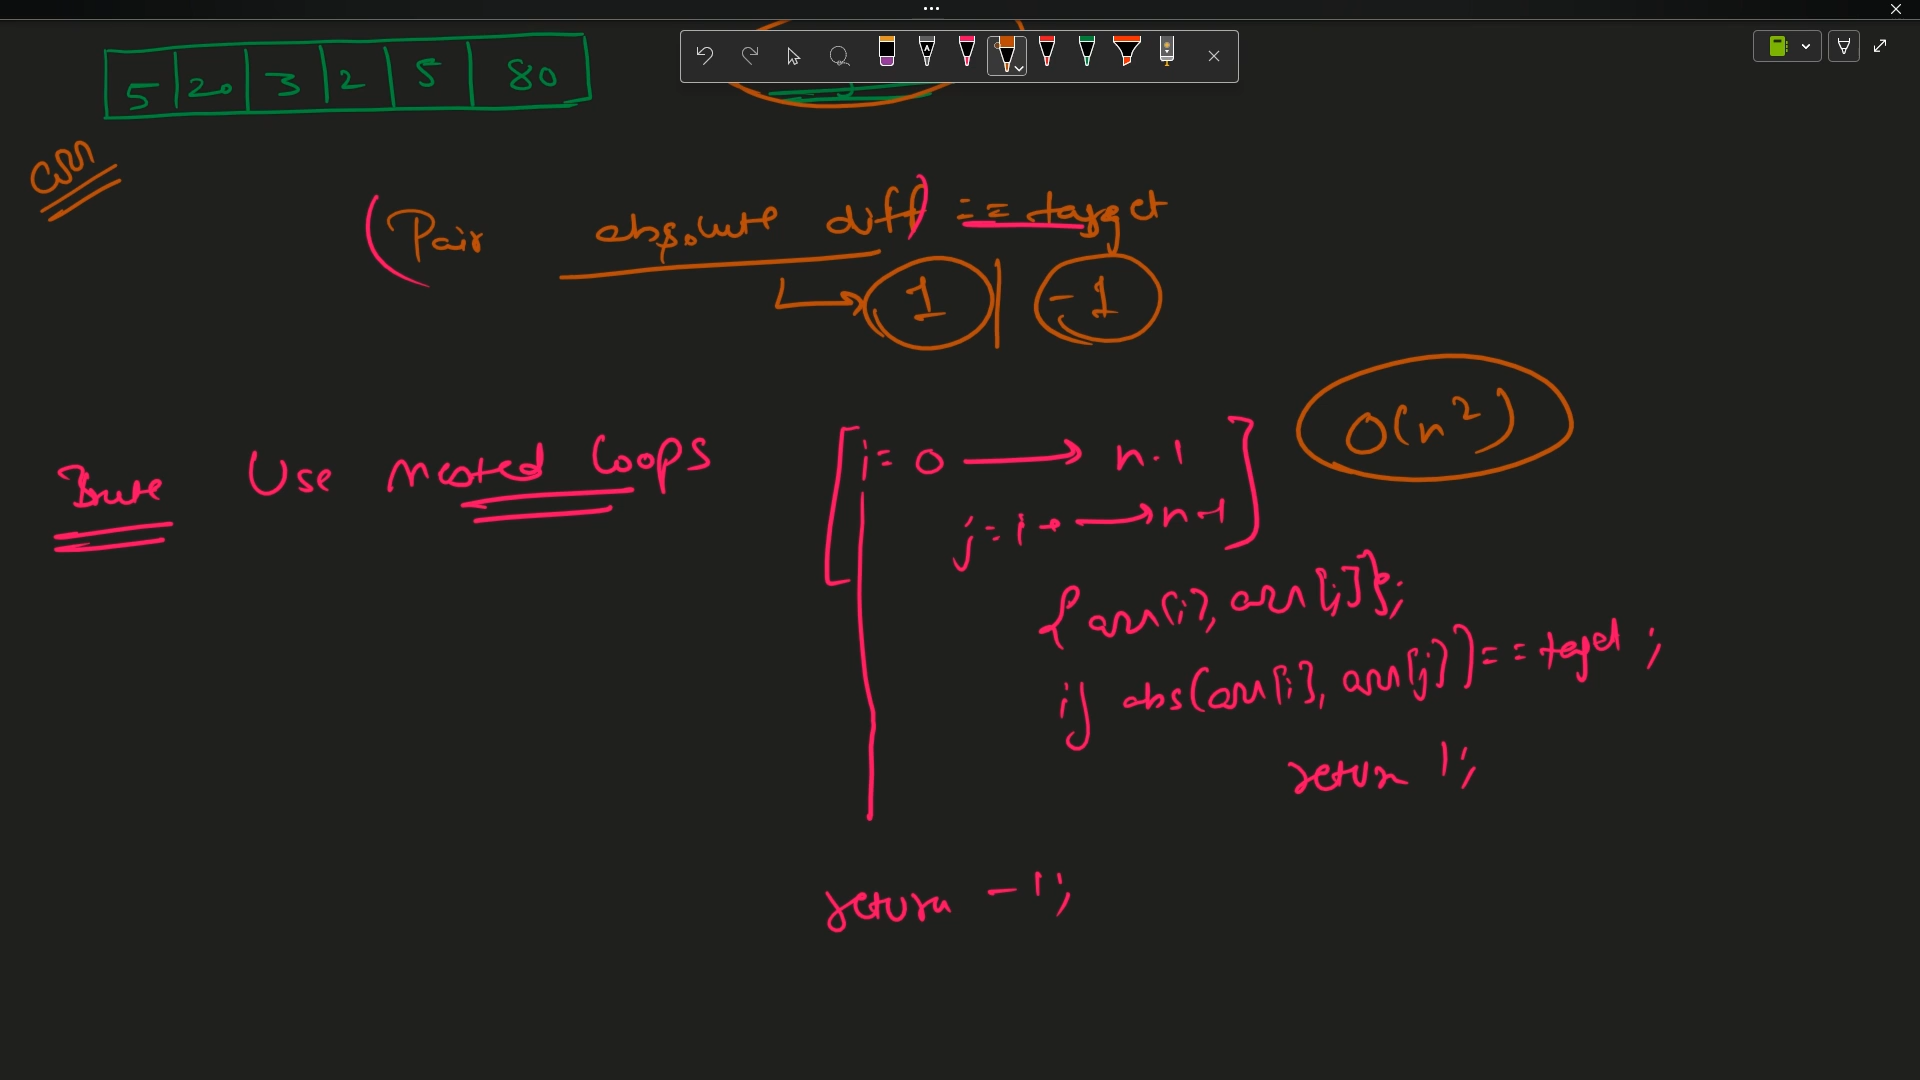 5 20 3 2 5 80
arr
(Pair absolute diff) == target
1 | -1
O(n²)
Brute Use nested loops
i = 0 → n-1
j = i+ → n-1
{arr[i], arr[j]};
if abs(arr[i], arr[j]) == taget ;
return 1;
return -1;